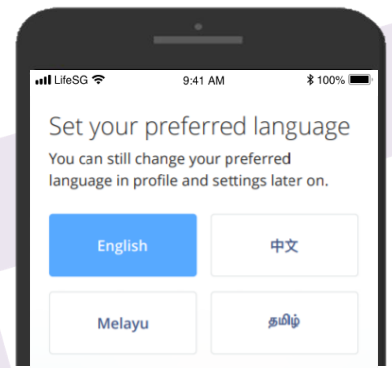 LifeSG 9:41 AM 100%
Set your preferred language
You can still change your preferred
language in profile and settings later on.
English 中文
Melayu தமிழ்